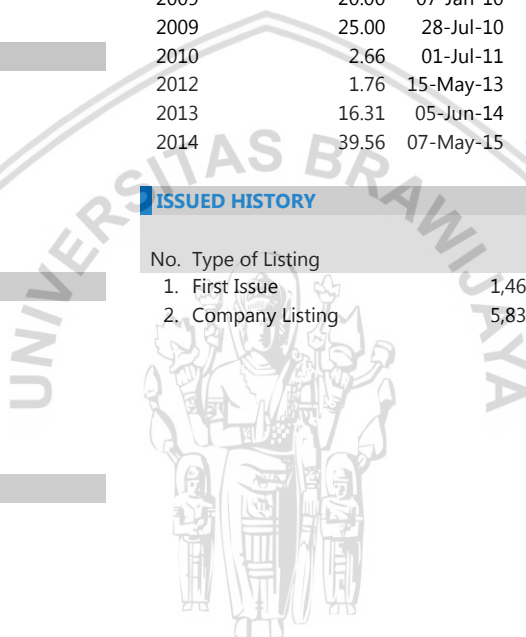 2009 25.00 28-Jul-10
2010 2.66 01-Jul-11
2012 1.76 15-May-13
2013 16.31 05-Jun-14
2014 39.56 07-May-15
ISSUED HISTORY
No. Type of Listing
1. First Issue 1,46
2. Company Listing 5,83
UNIVERSITAS BRAWIJAYA